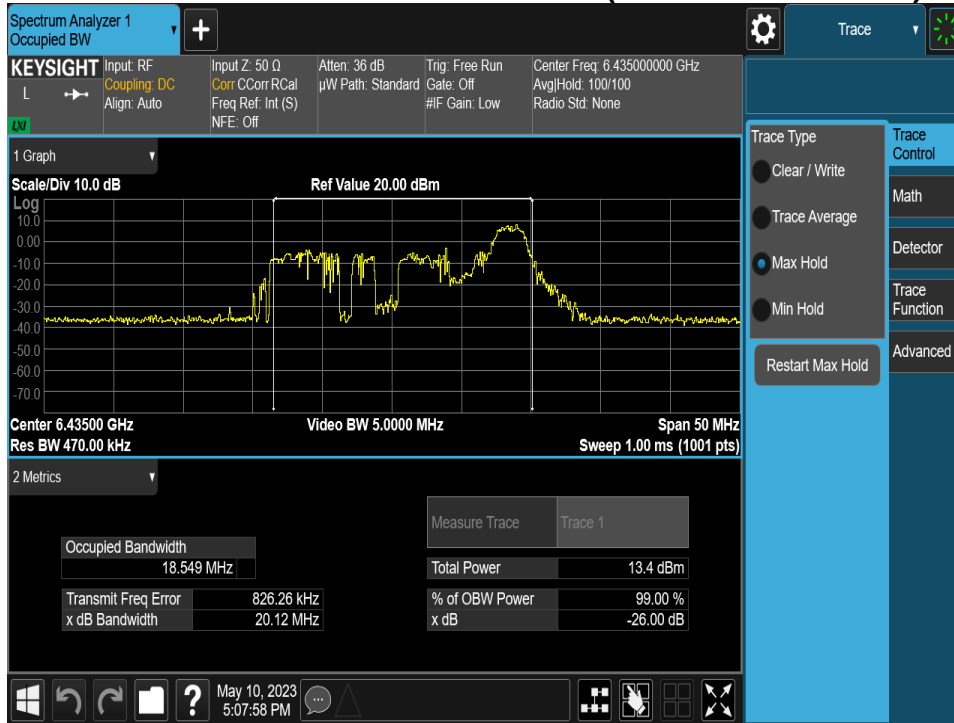 Spectrum Analyzer 1
Occupied BW
+
Trace
KEYSIGHT
L
LXI
Input: RF
Coupling: DC
Align: Auto
Input Z: 50 Ω
Corr CCorr RCal
Freq Ref: Int (S)
NFE: Off
Atten: 36 dB
µW Path: Standard
Trig: Free Run
Gate: Off
#IF Gain: Low
Center Freq: 6.435000000 GHz
Avg|Hold: 100/100
Radio Std: None
1 Graph
Scale/Div 10.0 dB
Ref Value 20.00 dBm
Log
10.0
0.00
-10.0
-20.0
-30.0
-40.0
-50.0
-60.0
-70.0
Center 6.43500 GHz
Video BW 5.0000 MHz
Span 50 MHz
Res BW 470.00 kHz
Sweep 1.00 ms (1001 pts)
2 Metrics
Measure Trace
Trace 1
Occupied Bandwidth
18.549 MHz
Total Power
13.4 dBm
Transmit Freq Error
826.26 kHz
% of OBW Power
99.00 %
x dB Bandwidth
20.12 MHz
x dB
-26.00 dB
Trace Type
Clear / Write
Trace Average
Max Hold
Min Hold
Restart Max Hold
Trace
Control
Math
Detector
Trace
Function
Advanced
?
May 10, 2023
5:07:58 PM